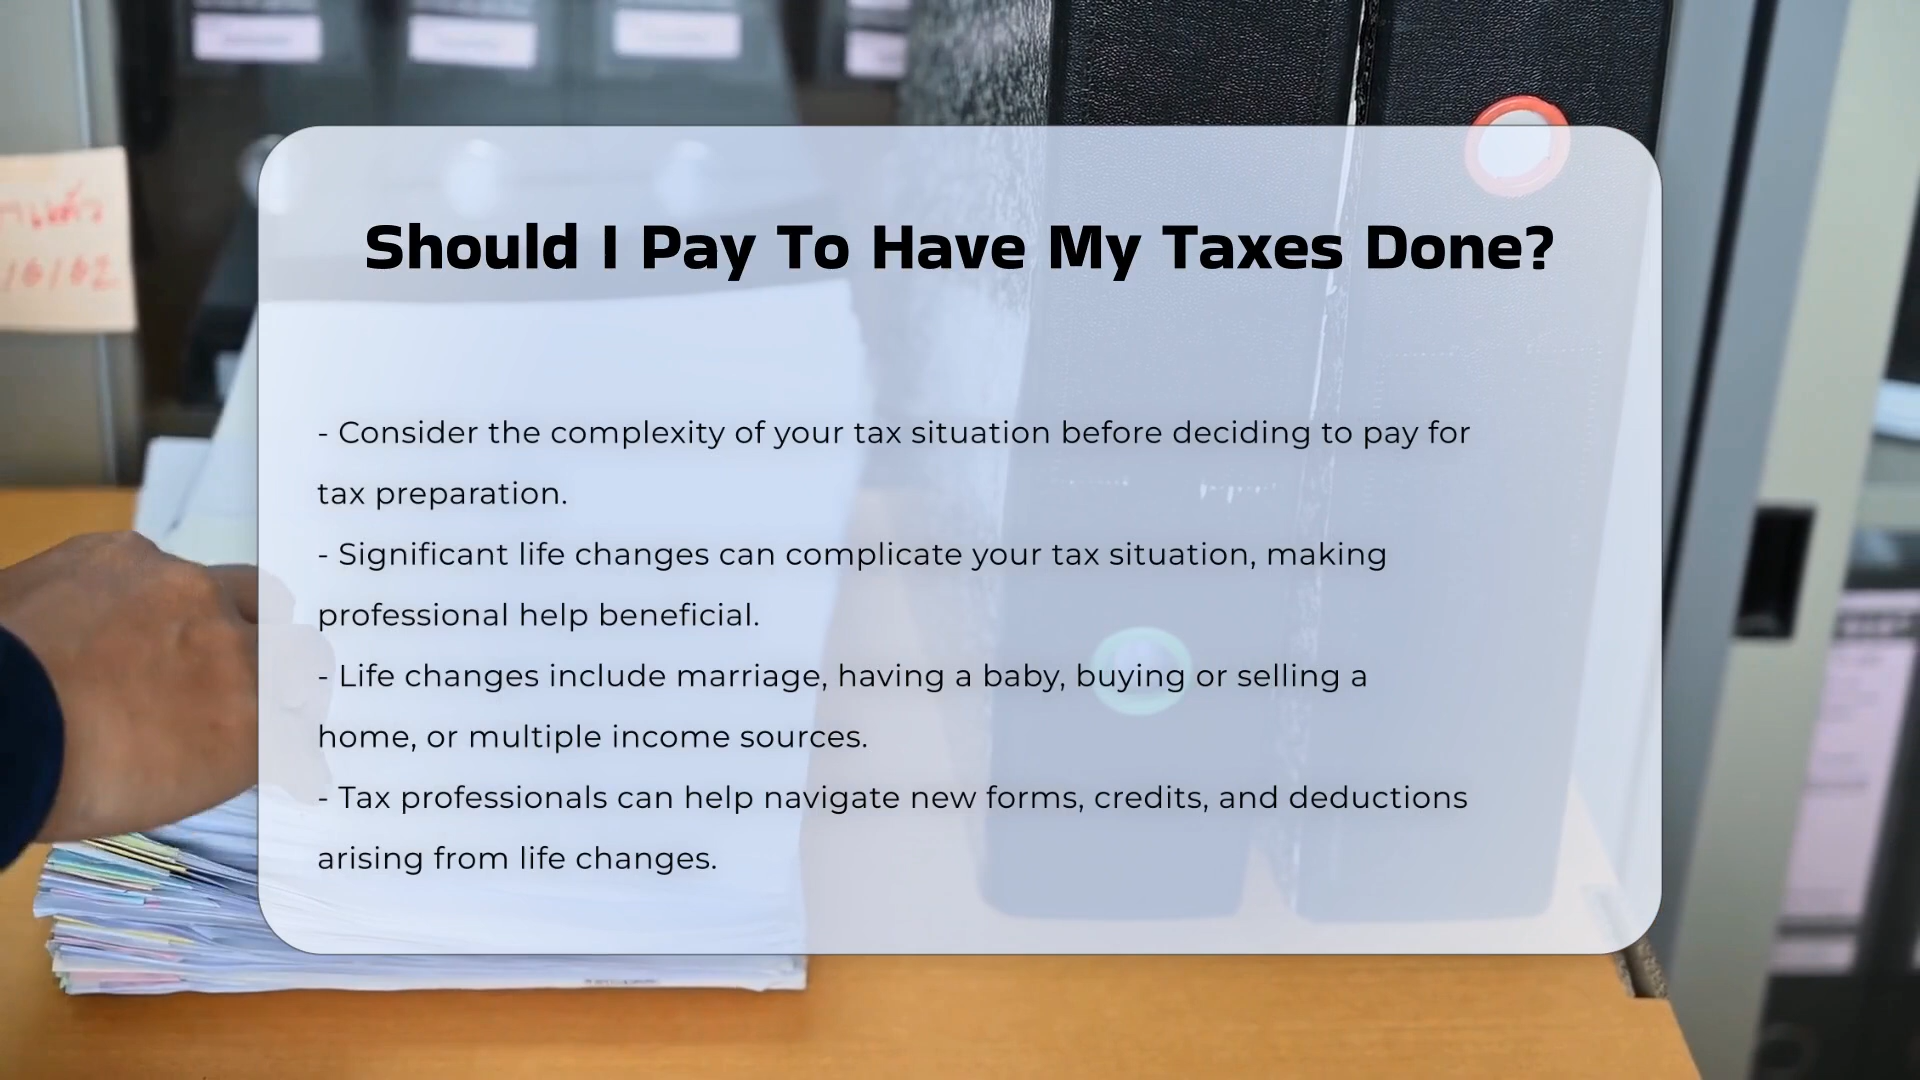 Should I Pay To Have My Taxes Done?
- Consider the complexity of your tax situation before deciding to pay for
tax preparation.
- Significant life changes can complicate your tax situation, making
professional help beneficial.
- Life changes include marriage, having a baby, buying or selling a
home, or multiple income sources.
- Tax professionals can help navigate new forms, credits, and deductions
arising from life changes.